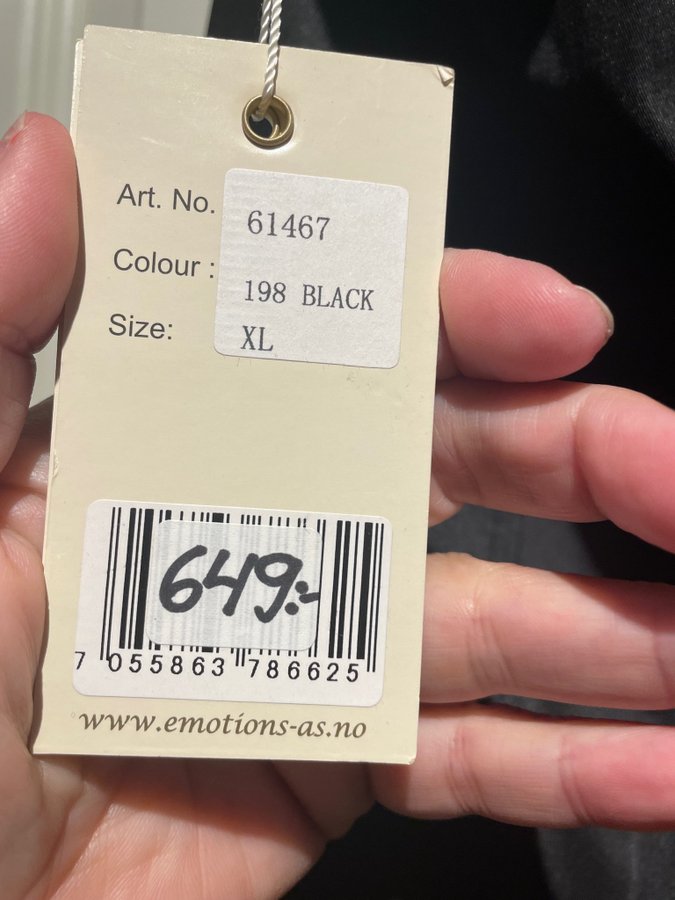 Art. No. 61467
Colour : 198 BLACK
Size: XL
649:-
7 055863 786625
www.emotions-as.no